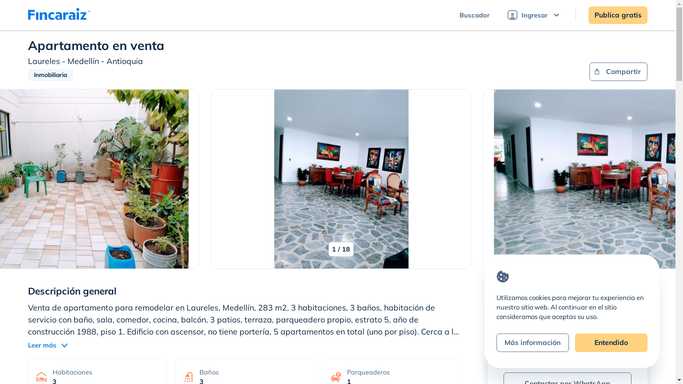 Fincaraiz
Buscador
Ingresar
Publica gratis
Apartamento en venta
Laureles - Medellín - Antioquia
Inmobiliaria
Compartir
1 / 18
Descripción general
Venta de apartamento para remodelar en Laureles, Medellín, 283 m2, 3 habitaciones, 3 baños, habitación de
servicio con baño, sala, comedor, cocina, balcón. 3 patios, terraza, parqueadero propio, estrato 5, año de
construcción 1988, piso 1. Edificio con ascensor, no tiene portería. 5 apartamentos en total (uno por piso). Cerca a l...
Leer más
Habitaciones
3
Baños
3
Parqueaderos
1
Utilizamos cookies para mejorar tu experiencia en
nuestro sitio web. Al continuar en el sitio
consideramos que aceptas su uso.
Más información
Entendido
Contactar por WhatsApp